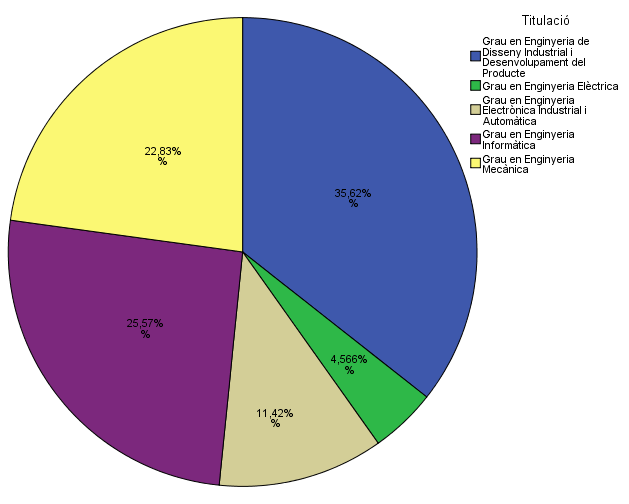 Titulació
Grau en Enginyeria de
Disseny Industrial i
Desenvolupament del
Producte
Grau en Enginyeria Elèctrica
Grau en Enginyeria
Electrònica Industrial i
Automàtica
Grau en Enginyeria
Informàtica
Grau en Enginyeria
Mecànica
22,83%
%
35,62%
%
25,57%
%
4,566%
%
11,42%
%